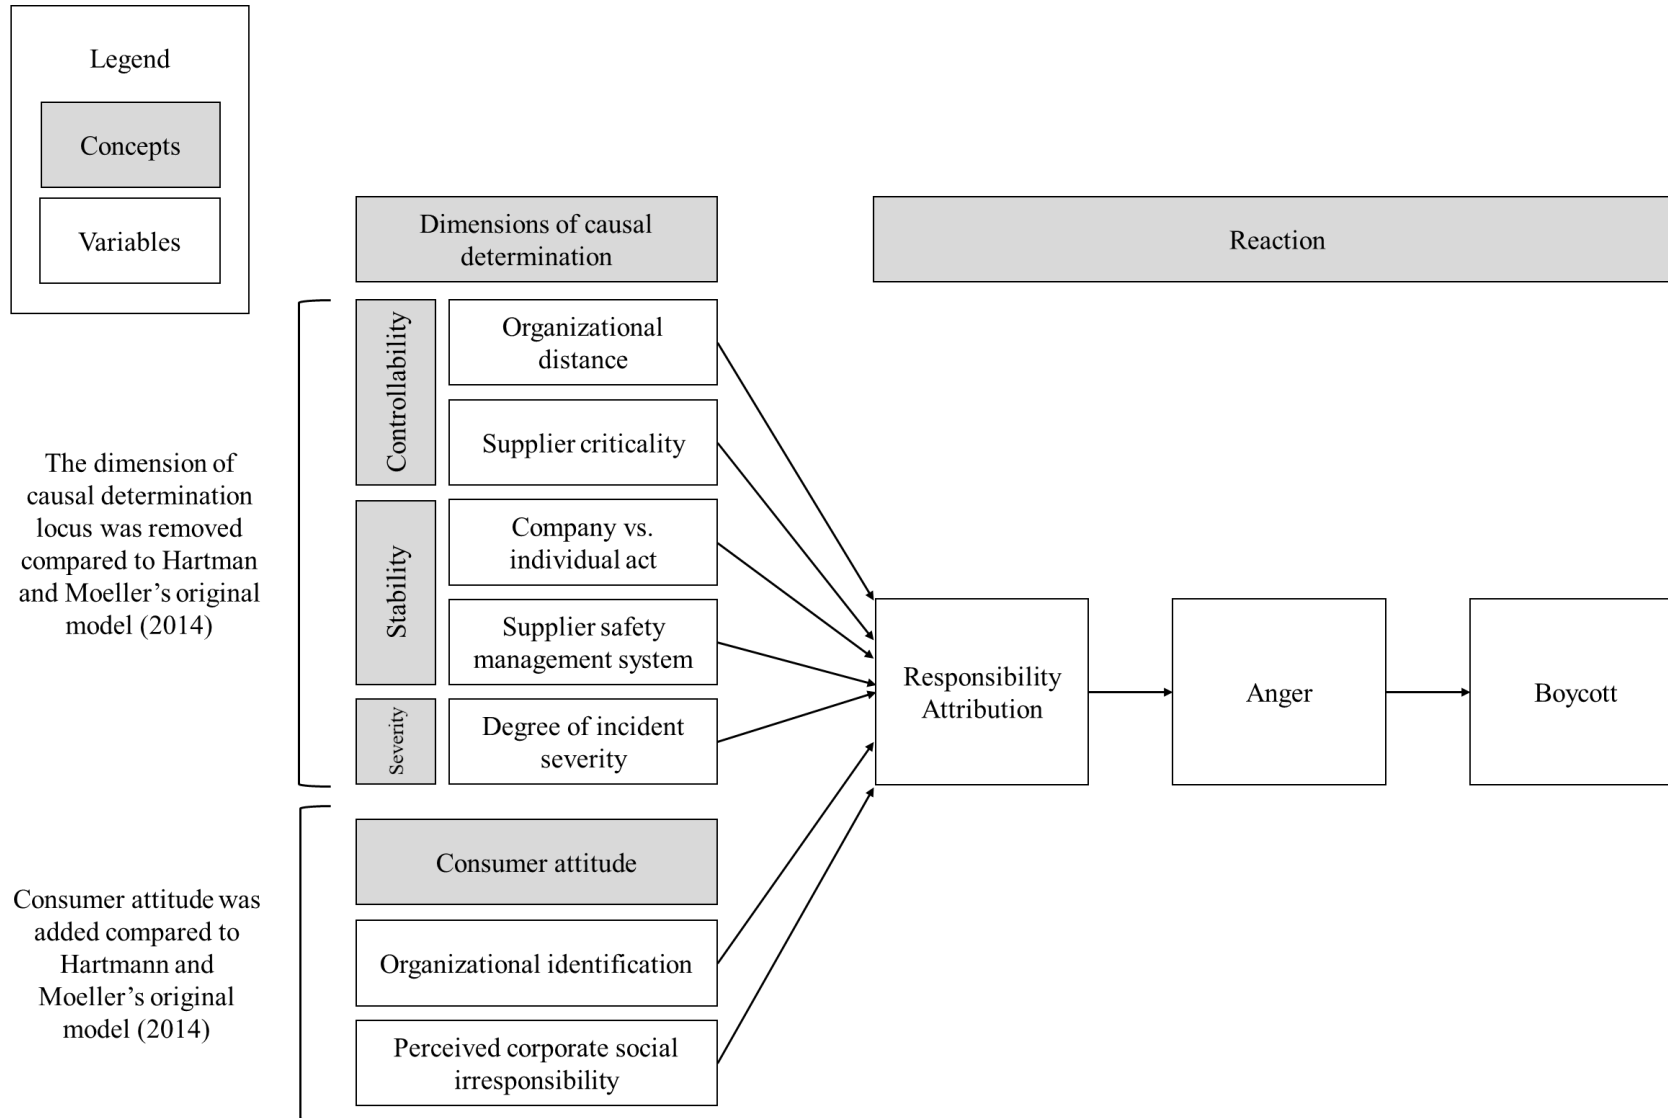 Legend
Concepts
Variables
Dimensions of causal
determination
Reaction
Controllability
Organizational
distance
Supplier criticality
Stability
Company vs.
individual act
Supplier safety
management system
Severity
Degree of incident
severity
The dimension of
causal determination
locus was removed
compared to Hartman
and Moeller’s original
model (2014)
Responsibility
Attribution
Anger
Boycott
Consumer attitude
Organizational identification
Perceived corporate social
irresponsibility
Consumer attitude was
added compared to
Hartmann and
Moeller’s original
model (2014)